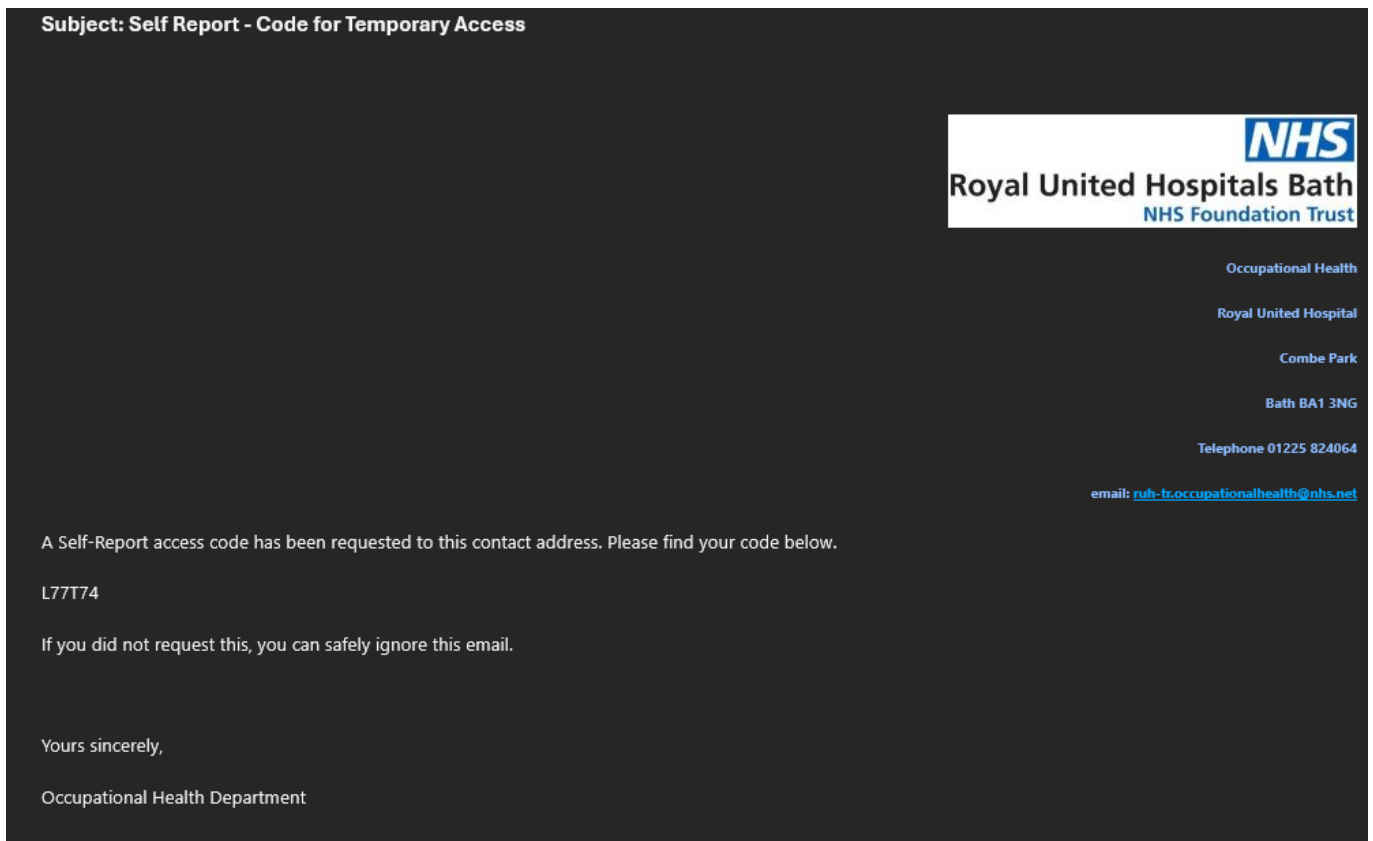 Subject: Self Report - Code for Temporary Access
NHS
Royal United Hospitals Bath
NHS Foundation Trust
Occupational Health
Royal United Hospital
Combe Park
Bath BA1 3NG
Telephone 01225 824064
email: ruh-tr.occupationalhealth@nhs.net
A Self-Report access code has been requested to this contact address. Please find your code below.
L77T74
If you did not request this, you can safely ignore this email.
Yours sincerely,
Occupational Health Department